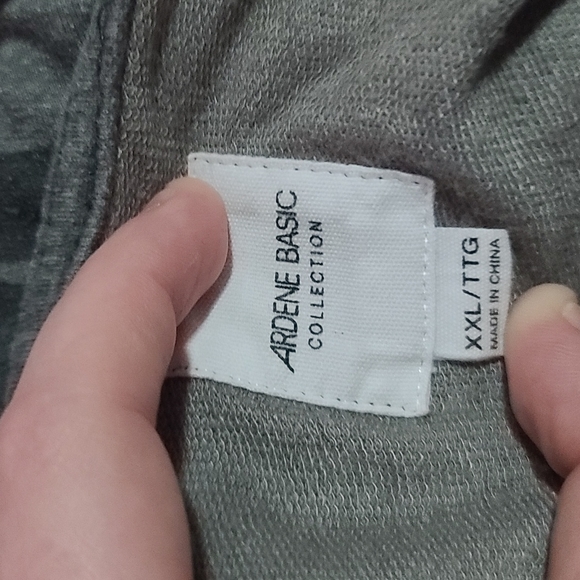 ARDENE BASIC
COLLECTION
XXL/TTG
MADE IN CHINA